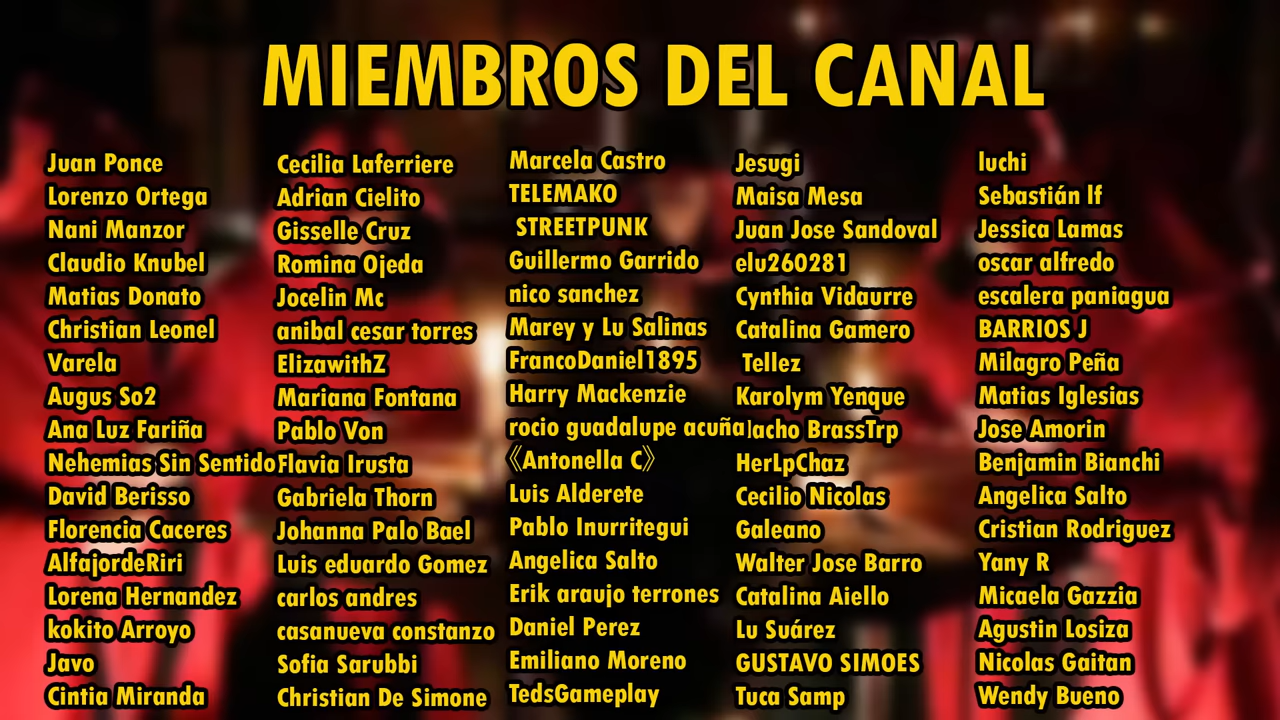 MIEMBROS DEL CANAL
Juan Ponce
Lorenzo Ortega
Nani Manzor
Claudio Knubel
Matias Donato
Christian Leonel
Varela
Augus So2
Ana Luz Fariña
Nehemias Sin Sentido
David Berisso
Florencia Caceres
AlfajordeRiri
Lorena Hernandez
kokito Arroyo
Javo
Cintia Miranda
Cecilia Laferriere
Adrian Cielito
Gisselle Cruz
Romina Ojeda
Jocelin Mc
anibal cesar torres
ElizawithZ
Mariana Fontana
Pablo Von
Flavia Irusta
Gabriela Thorn
Johanna Palo Bael
Luis eduardo Gomez
carlos andres
casanueva constanzo
Sofia Sarubbi
Christian De Simone
Marcela Castro
TELEMAKO
STREETPUNK
Guillermo Garrido
nico sanchez
Marey y Lu Salinas
FrancoDaniel1895
Harry Mackenzie
rocio guadalupe acuña
《Antonella C》
Luis Alderete
Pablo Inurritegui
Angelica Salto
Erik araujo terrones
Daniel Perez
Emiliano Moreno
TedsGameplay
Jesugi
Maisa Mesa
Juan Jose Sandoval
elu260281
Cynthia Vidaurre
Catalina Gamero
Tellez
Karolym Yenque
BrassTrp
HerLpChaz
Cecilio Nicolas
Galeano
Walter Jose Barro
Catalina Aiello
Lu Suárez
GUSTAVO SIMOES
Tuca Samp
luchi
Sebastián lf
Jessica Lamas
oscar alfredo
escalera paniagua
BARRIOS J
Milagro Peña
Matias Iglesias
Jose Amorin
Benjamin Bianchi
Angelica Salto
Cristian Rodriguez
Yany R
Micaela Gazzia
Agustin Losiza
Nicolas Gaitan
Wendy Bueno